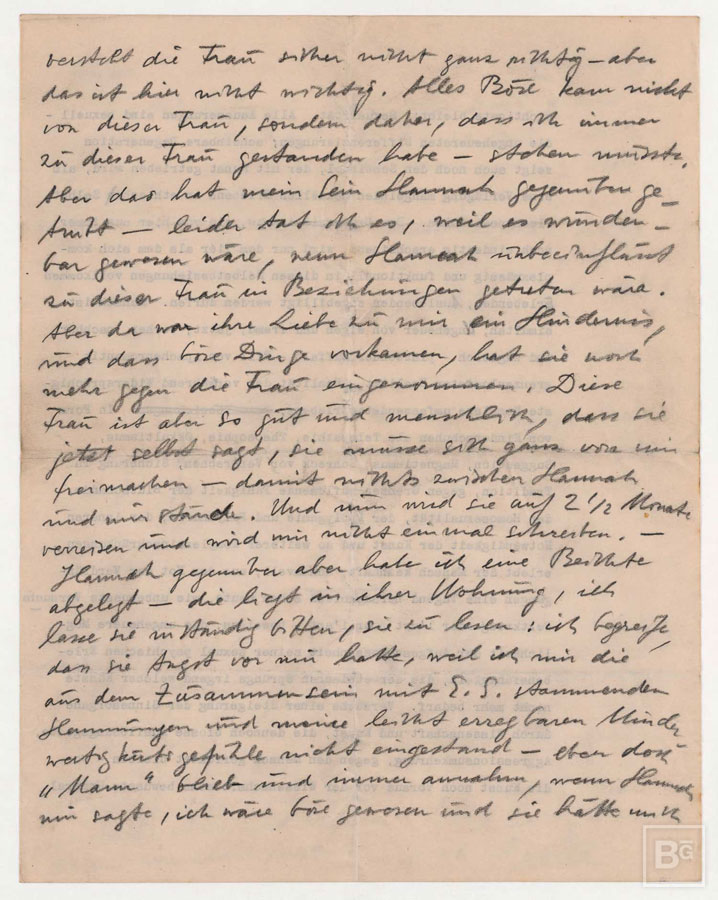 versteht die Frau sicher nicht ganz richtig – aber
das ist hier nicht wichtig. Alles Böse kam nicht
von dieser Frau, sondern daher, dass ich immer
zu dieser Frau gestanden habe – stehen musste.
Aber das hat mein Sein Hannah gegenüber ge-
trübt – leider tat ich es, weil es wunder-
bar gewesen wäre, wenn Hannah unbeeinflusst
zu dieser Frau in Beziehungen getreten wäre.
Aber da war ihre Liebe zu mir ein Hindernis,
und dass böse Dinge vorkamen, hat sie noch
mehr gegen die Frau eingenommen. Diese
Frau ist aber so gut und menschlich, dass sie
jetzt selbst sagt, sie müsse sich ganz von mir
freimachen – damit nichts zwischen Hannah
und mir stände. Und nun wird sie auf 2 1/2 Monate
verreisen und wird mir nicht einmal schreiben. –
Hannah gegenüber aber habe ich eine Beichte
abgelegt – die liegt in ihrer Wohnung, ich
lasse sie inständig bitten, sie zu lesen: ich begreife,
dass sie Angst vor mir hatte, weil ich mir die
aus dem Zusammensein mit E. S. stammenden
Hemmungen und meine leicht erregbaren Minder
wertigkeitsgefühle nicht eingestand – eben doch
"Mann" blieb und immer annahm, wenn Hannah
mir sagte, ich wäre böse gewesen und sie hätte mich
BG